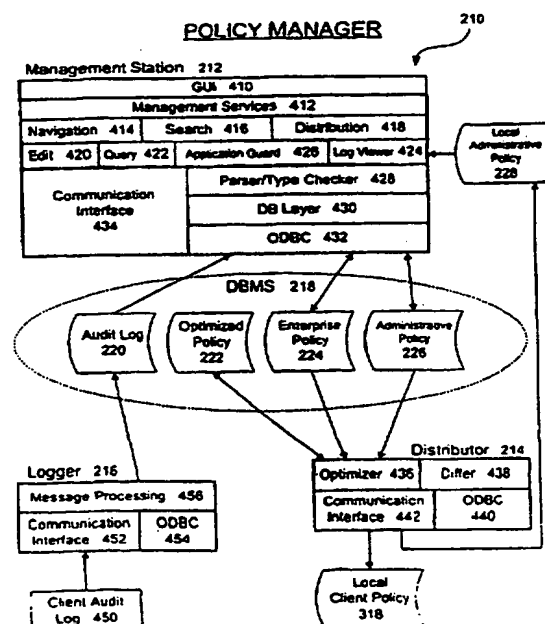 POLICY MANAGER
210
Management Station 212
GUI 410
Management Services 412
Navigation 414
Search 416
Distribution 418
Edit 420
Query 422
Application Guard 426
Log Viewer 424
Communication
Interface
434
Parser/Type Checker 428
DB Layer 430
ODBC 432
Local
Administrative
Policy
228
DBMS 218
Audit Log
220
Optimized
Policy
222
Enterprise
Policy
224
Administrative
Policy
226
Logger 216
Message Processing 456
Communication
Interface 452
ODBC
454
Client Audit
Log 450
Distributor 214
Optimizer 436
Differ 438
Communication
Interface 442
ODBC
440
Local
Client Policy
318